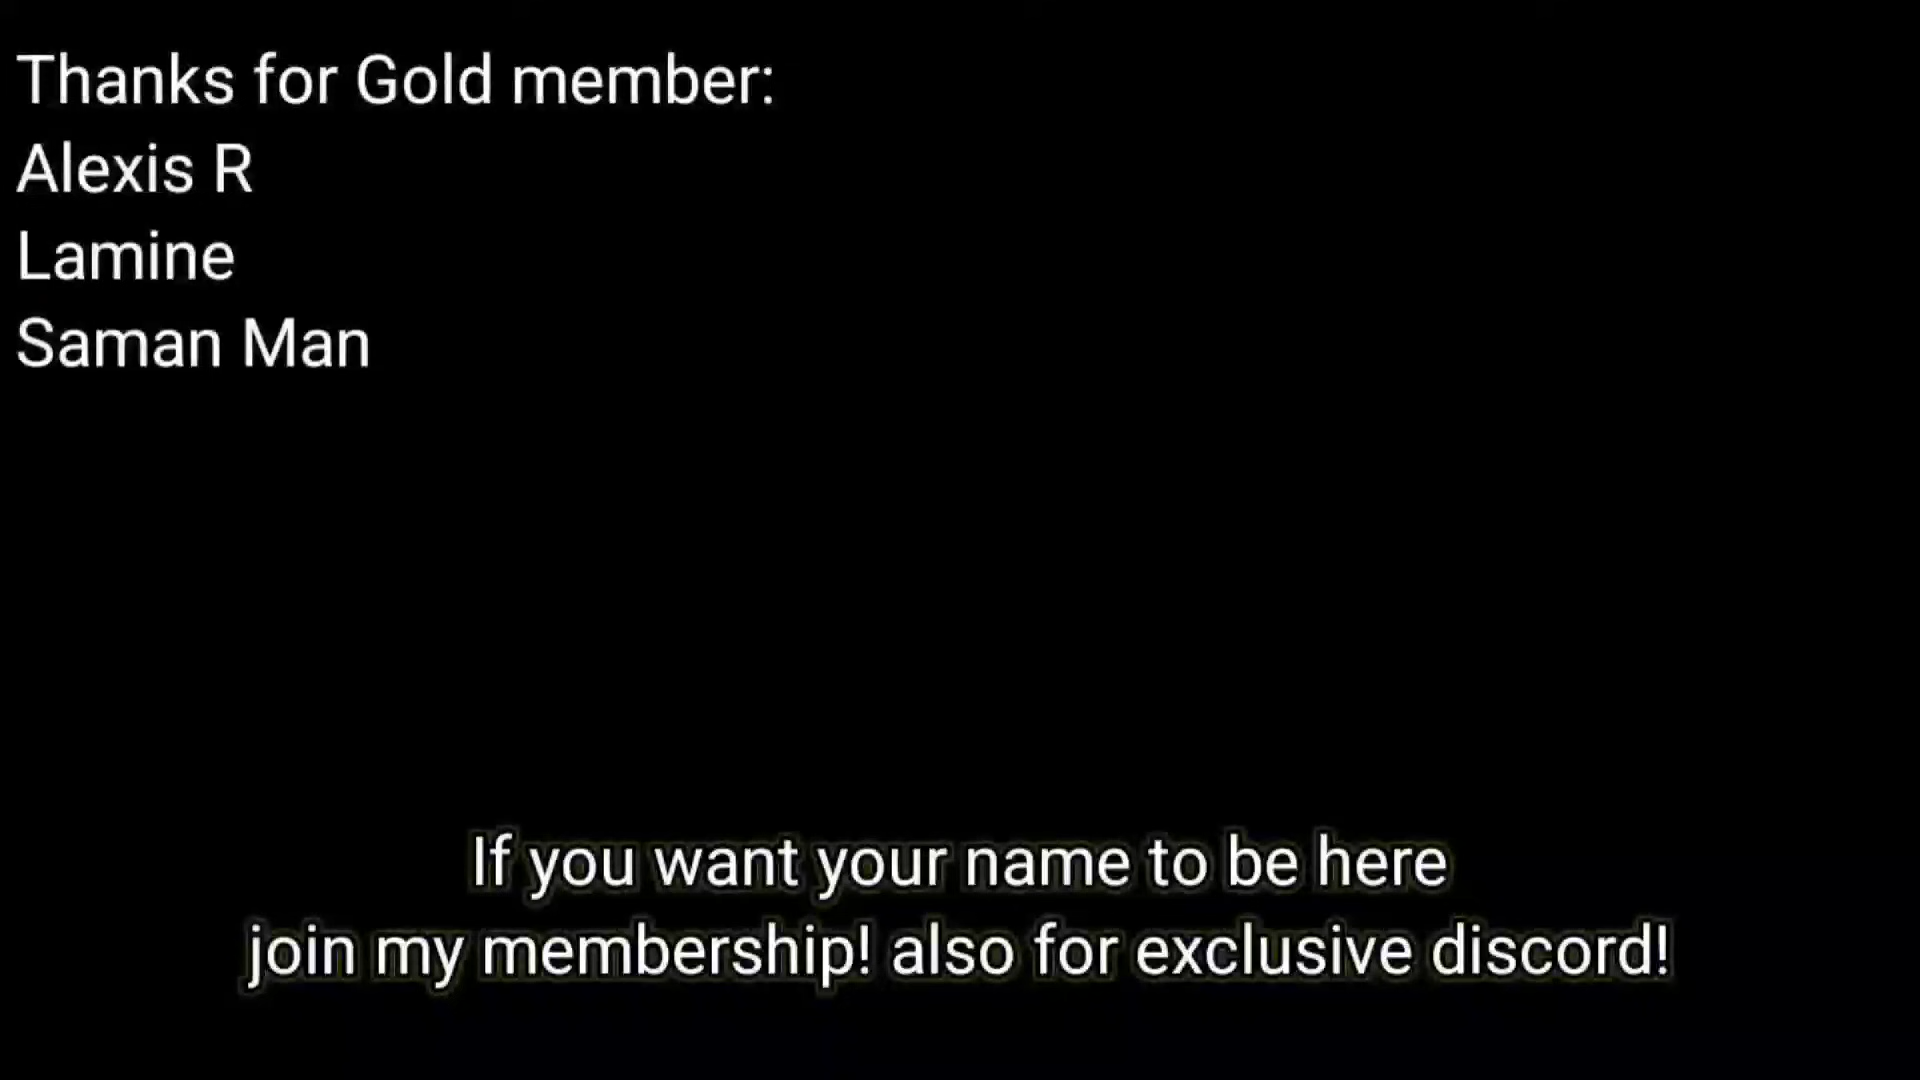 Thanks for Gold member:
Alexis R
Lamine
Saman Man
If you want your name to be here
join my membership! also for exclusive discord!